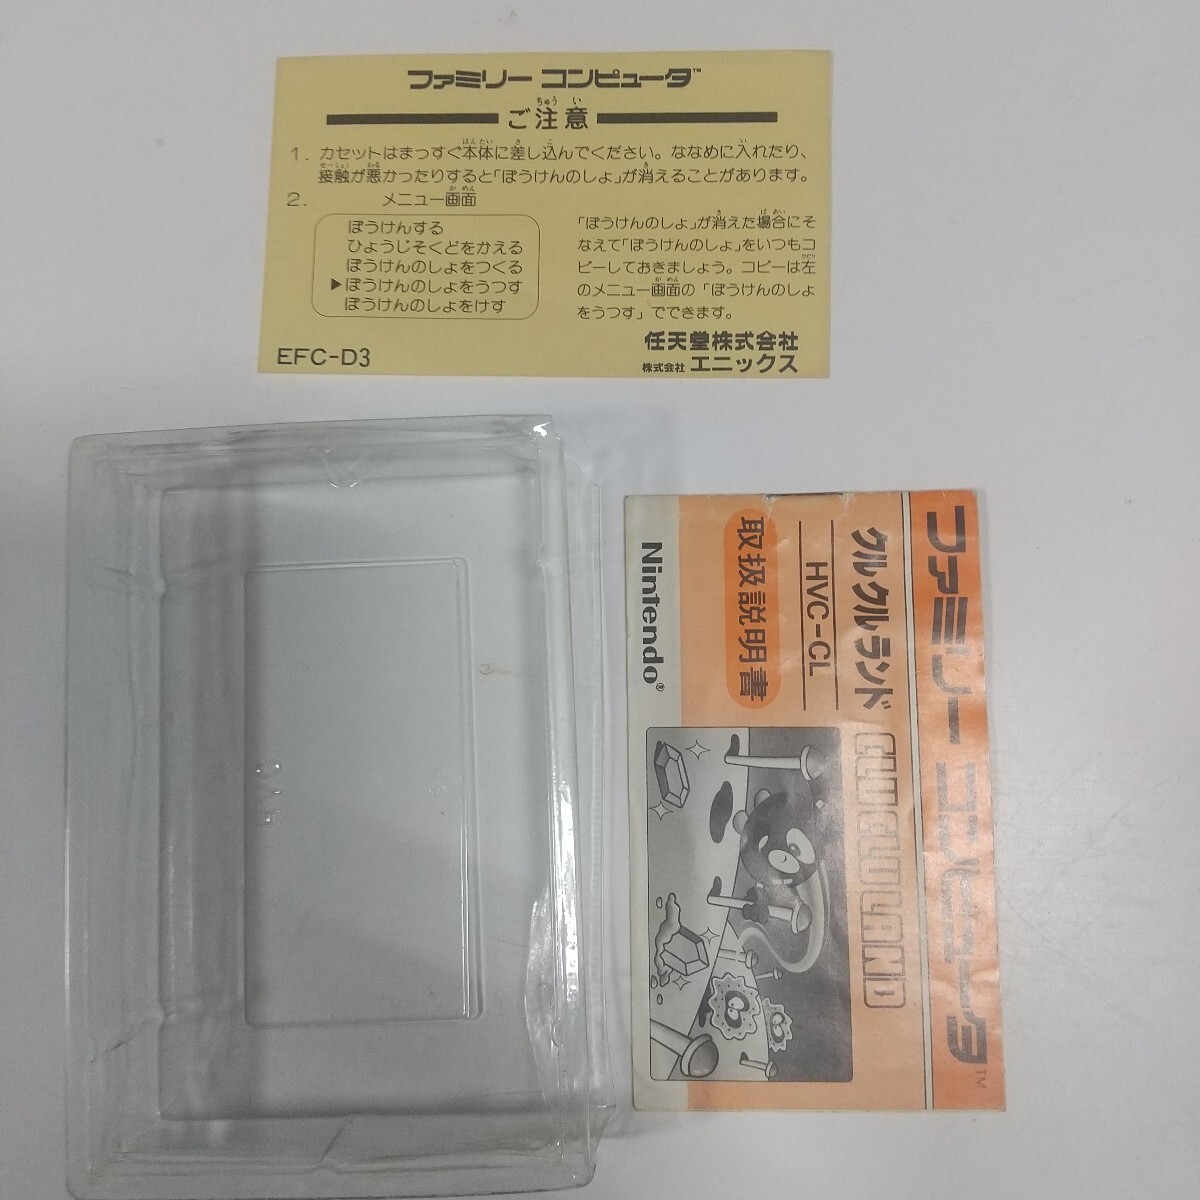 ファミリー コンピュータ™
ご注意
1. カセットはまっすぐ本体に差し込んでください。ななめに入れたり、
接触が悪かったりすると「ぼうけんのしょ」が消えることがあります。
2. メニュー画面
ぼうけんする
ひょうじそくどをかえる
ぼうけんのしょをつくる
▶ぼうけんのしょをうつす
ぼうけんのしょをけす
「ぼうけんのしょ」が消えた場合にそ
なえて「ぼうけんのしょ」をいつもコ
ピーしておきましょう。コピーは左
のメニュー画面の「ぼうけんのしょ
をうつす」でできます。
EFC-D3
任天堂株式会社
株式会社 エニックス
ファミリー コンピュータ™
クルクルランド
CLU CLU LAND
HVC-CL
取扱説明書
Nintendo®